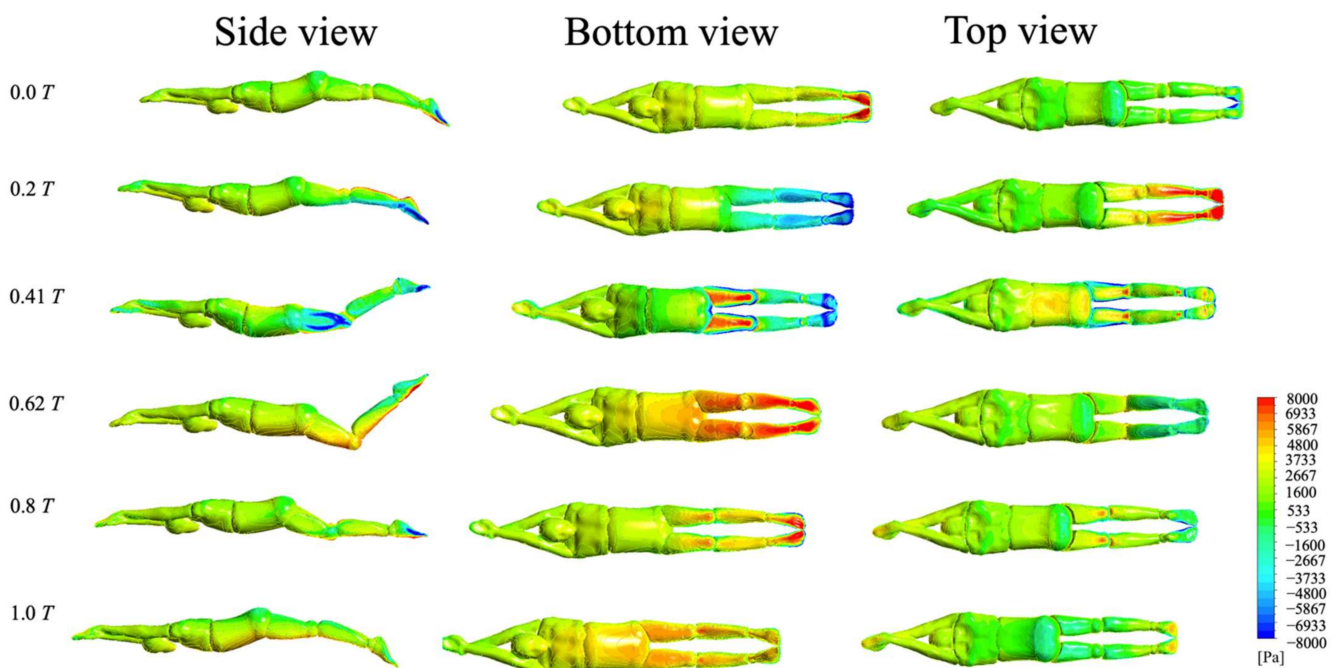 Side view
Bottom view
Top view
0.0 T
0.2 T
0.41 T
0.62 T
0.8 T
1.0 T
8000
6933
5867
4800
3733
2667
1600
533
−533
−1600
−2667
−3733
−4800
−5867
−6933
−8000
[Pa]